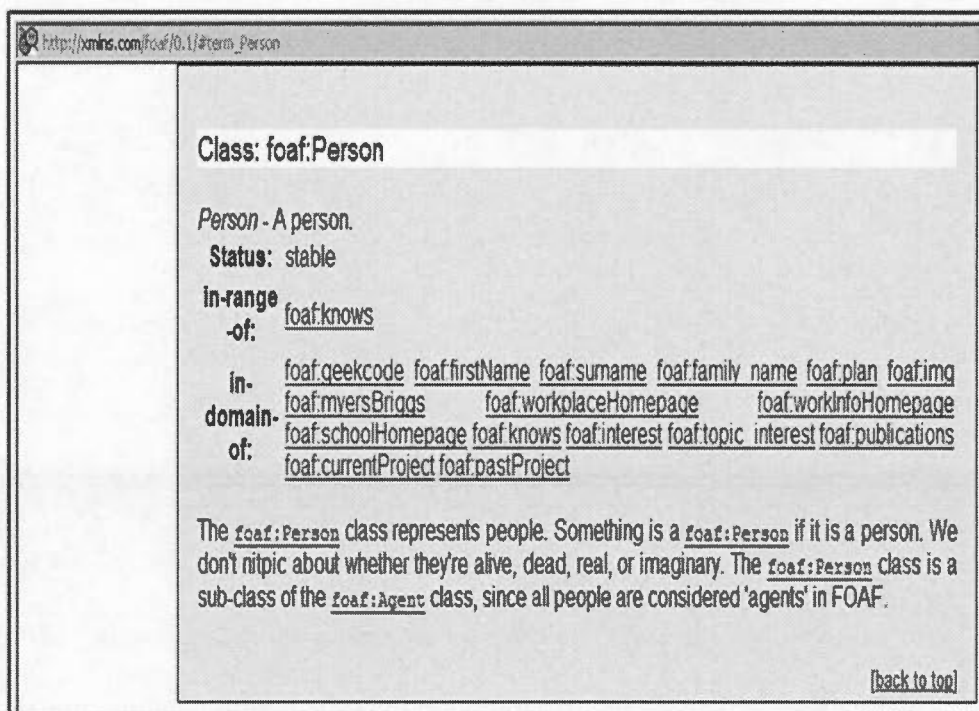 http://xmlns.com/foaf/0.1/#term_Person
Class: foaf:Person
Person - A person.
Status: stable
in-range
-of: foaf:knows
in-
domain-
of:
foaf:geekcode foaf:firstName foaf:surname foaf:family_name foaf:plan foaf:img
foaf:myersBriggs foaf:workplaceHomepage foaf:workInfoHomepage
foaf:schoolHomepage foaf:knows foaf:interest foaf:topic_interest foaf:publications
foaf:currentProject foaf:pastProject
The foaf:Person class represents people. Something is a foaf:Person if it is a person. We
don't nitpic about whether they're alive, dead, real, or imaginary. The foaf:Person class is a
sub-class of the foaf:Agent class, since all people are considered 'agents' in FOAF.
[back to top]